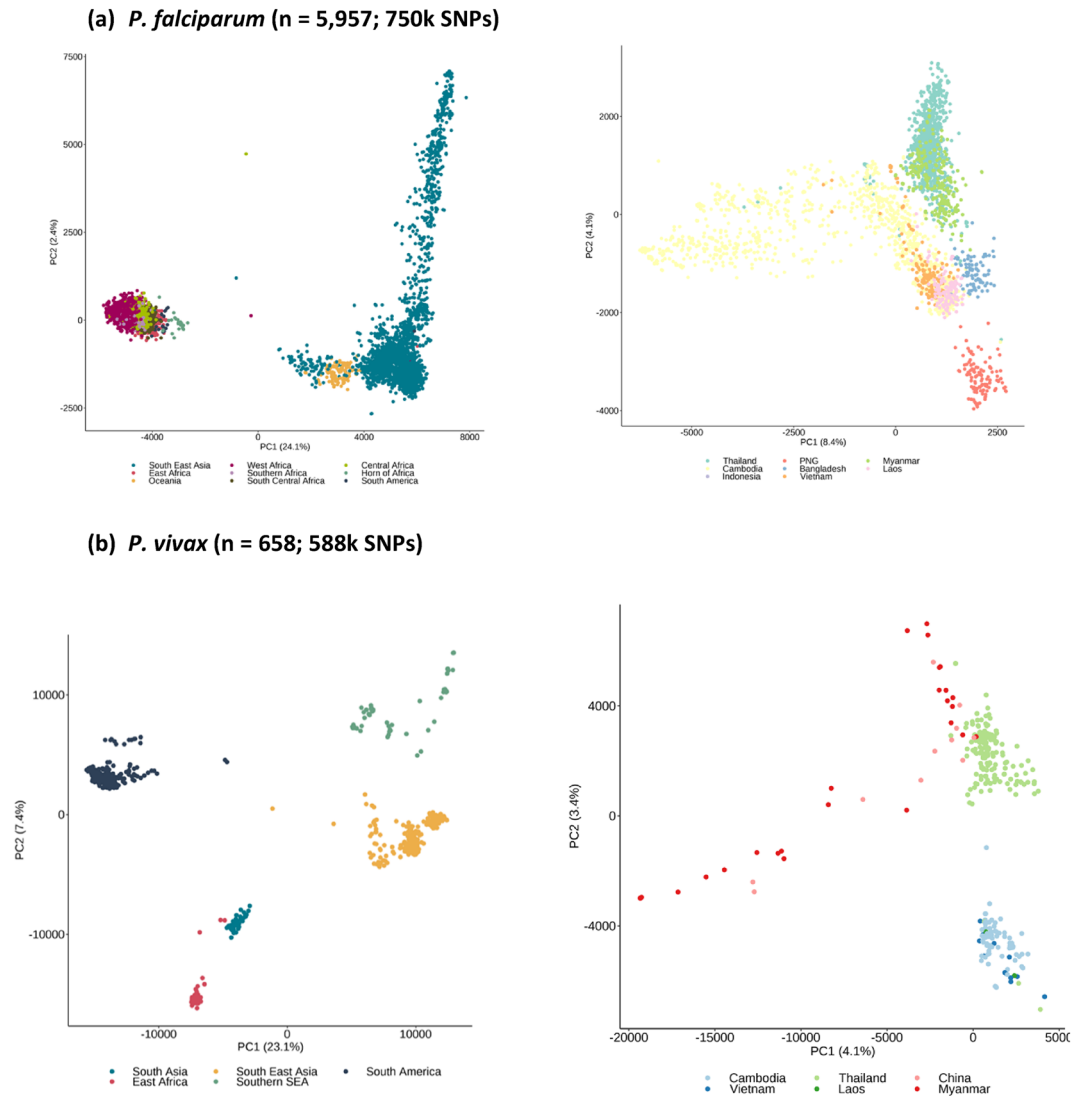 (a) P. falciparum (n = 5,957; 750k SNPs)
7500
5000
2500
0
-2500
PC2 (2.4%)
-4000 0 4000 8000
PC1 (24.1%)
South East Asia West Africa Central Africa
East Africa Southern Africa Horn of Africa
Oceania South Central Africa South America
2000
0
-2000
-4000
PC2 (4.1%)
-5000 -2500 0 2500
PC1 (8.4%)
Thailand PNG Myanmar
Cambodia Bangladesh Laos
Indonesia Vietnam
(b) P. vivax (n = 658; 588k SNPs)
10000
0
-10000
PC2 (7.4%)
-10000 0 10000
PC1 (23.1%)
South Asia South East Asia South America
East Africa Southern SEA
4000
0
-4000
PC2 (3.4%)
-20000 -15000 -10000 -5000 0 5000
PC1 (4.1%)
Cambodia Thailand China
Vietnam Laos Myanmar